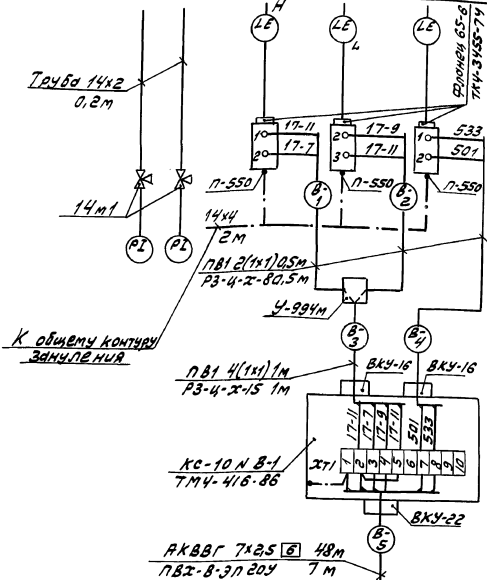 H
LE
LE
L
LE
Фланец 65-6
ТК4-3455-74
Труба 14х2
0,2м
1
2
17-11
17-7
2
3
17-9
17-11
1
2
533
501
П-550
В-1
П-550
В-2
П-550
14м1
14х4
2м
PI
PI
ПВ1 2(1х1)0,5м
РЗ-Ц-Х-8 0,5м
У-994м
К общему контуру
зануления
В-3
В-4
ПВ1 4(1х1) 1м
РЗ-Ц-Х-15 1м
ВКУ-16
ВКУ-16
17-11
17-7
17-9
17-11
501
533
КС-10 N В-1
ТМ4-416-86
ХТ1
1 2 3 4 5 6 7 8 9 10
ВКУ-22
В-5
АКВВГ 7х2,5 6 48м
ПВХ-В-ЭП 20У 7м